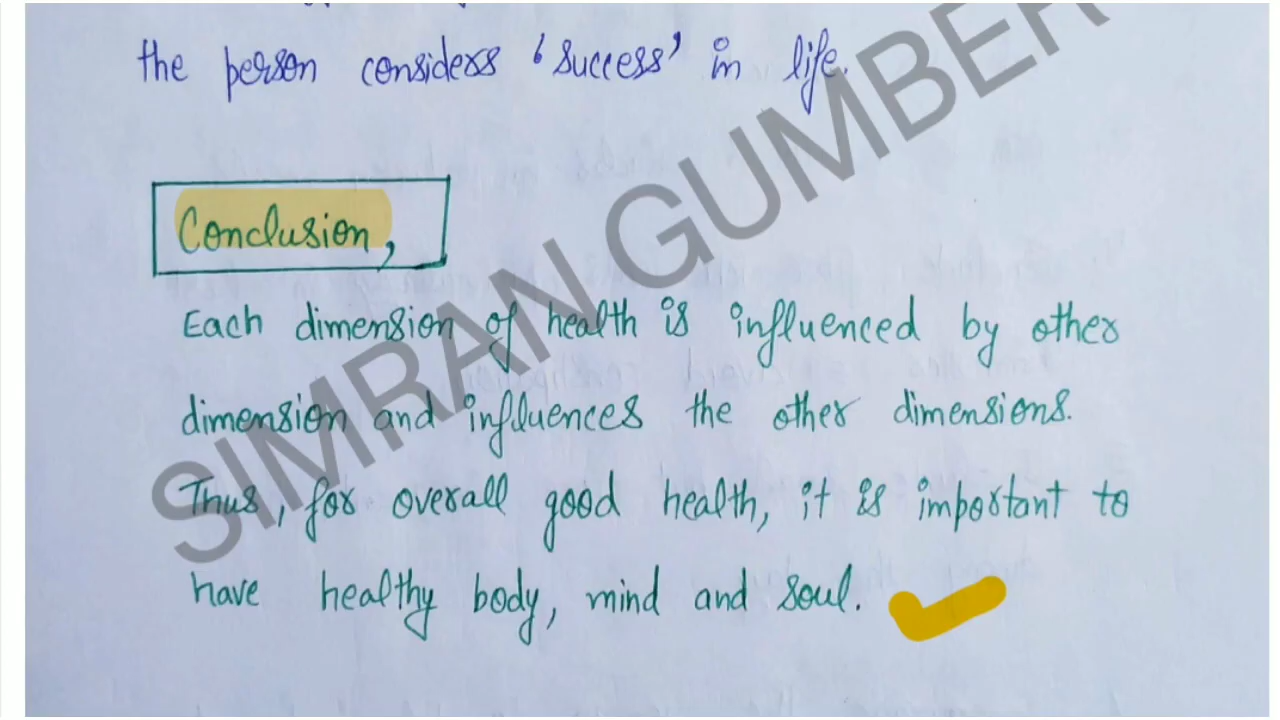 the person considers 'success' in life.
Conclusion,
Each dimension of health is influenced by other
dimension and influences the other dimensions.
Thus, for overall good health, it is important to
have healthy body, mind and soul.
SIMRAN GUMBER